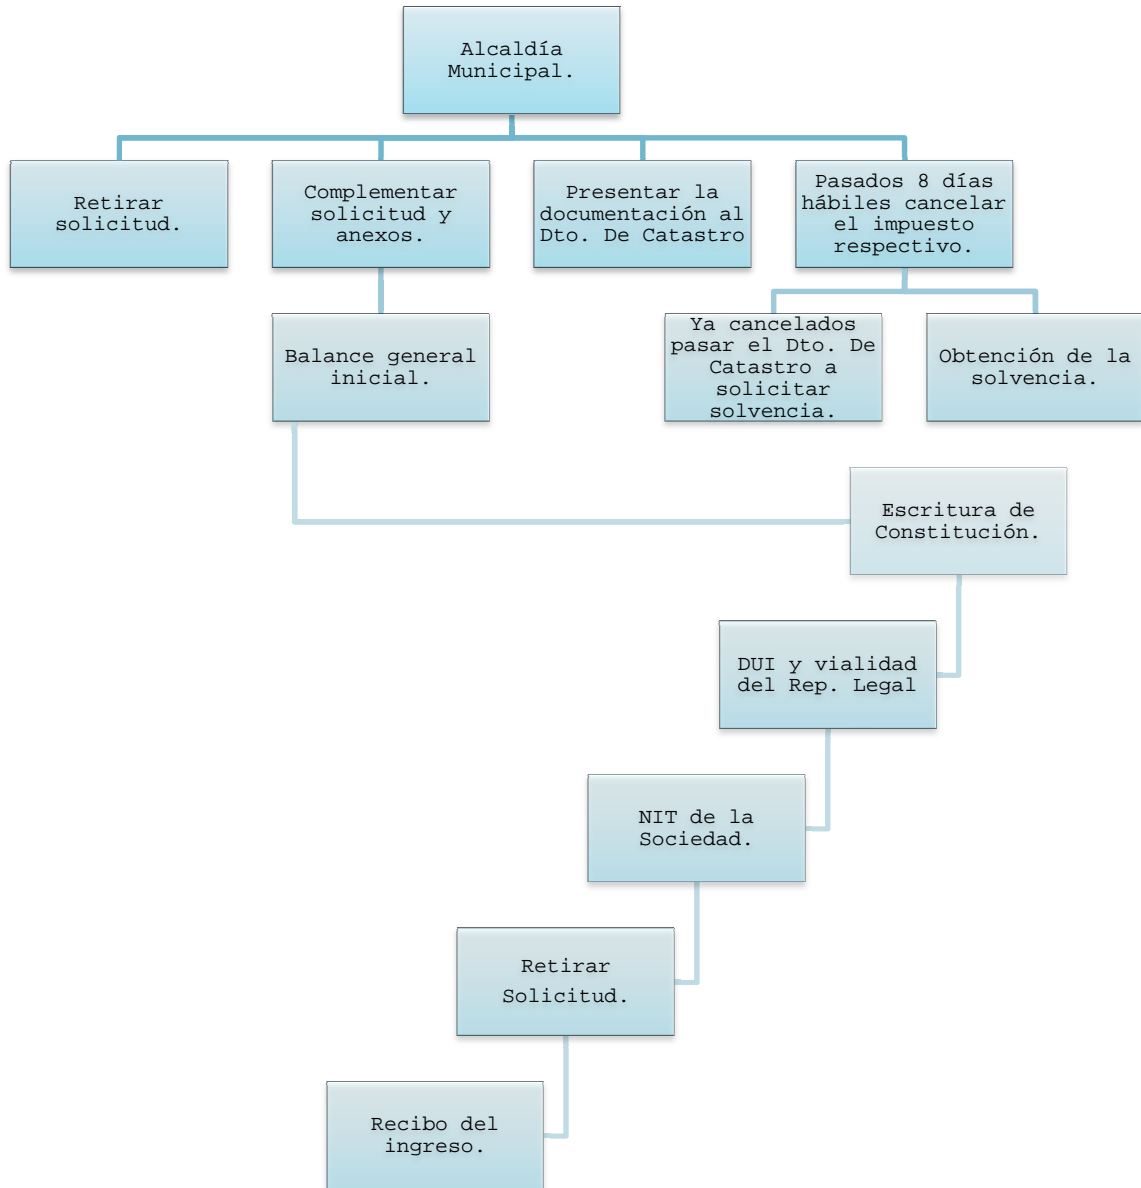 Alcaldía
Municipal.
Retirar
solicitud.
Complementar
solicitud y
anexos.
Presentar la
documentación al
Dto. De Catastro
Pasados 8 días
hábiles cancelar
el impuesto
respectivo.
Balance general
inicial.
Ya cancelados
pasar el Dto. De
Catastro a
solicitar
solvencia.
Obtención de la
solvencia.
Escritura de
Constitución.
DUI y vialidad
del Rep. Legal
NIT de la
Sociedad.
Retirar
Solicitud.
Recibo del
ingreso.